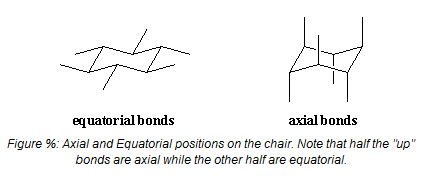 equatorial bonds
axial bonds
Figure %: Axial and Equatorial positions on the chair. Note that half the "up"
bonds are axial while the other half are equatorial.